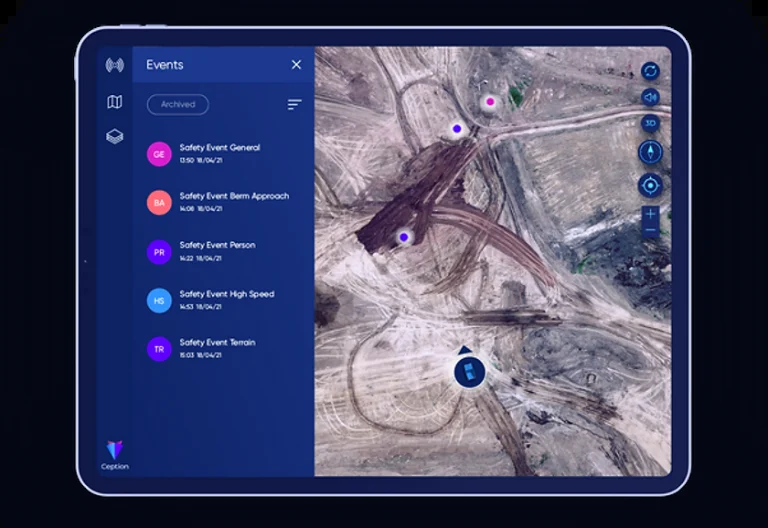 Events
Archived
GE
Safety Event General
13:50 18/04/21
BA
Safety Event Berm Approach
14:08 18/04/21
PR
Safety Event Person
14:22 18/04/21
HS
Safety Event High Speed
14:53 18/04/21
TR
Safety Event Terrain
15:03 18/04/21
Ception
3D